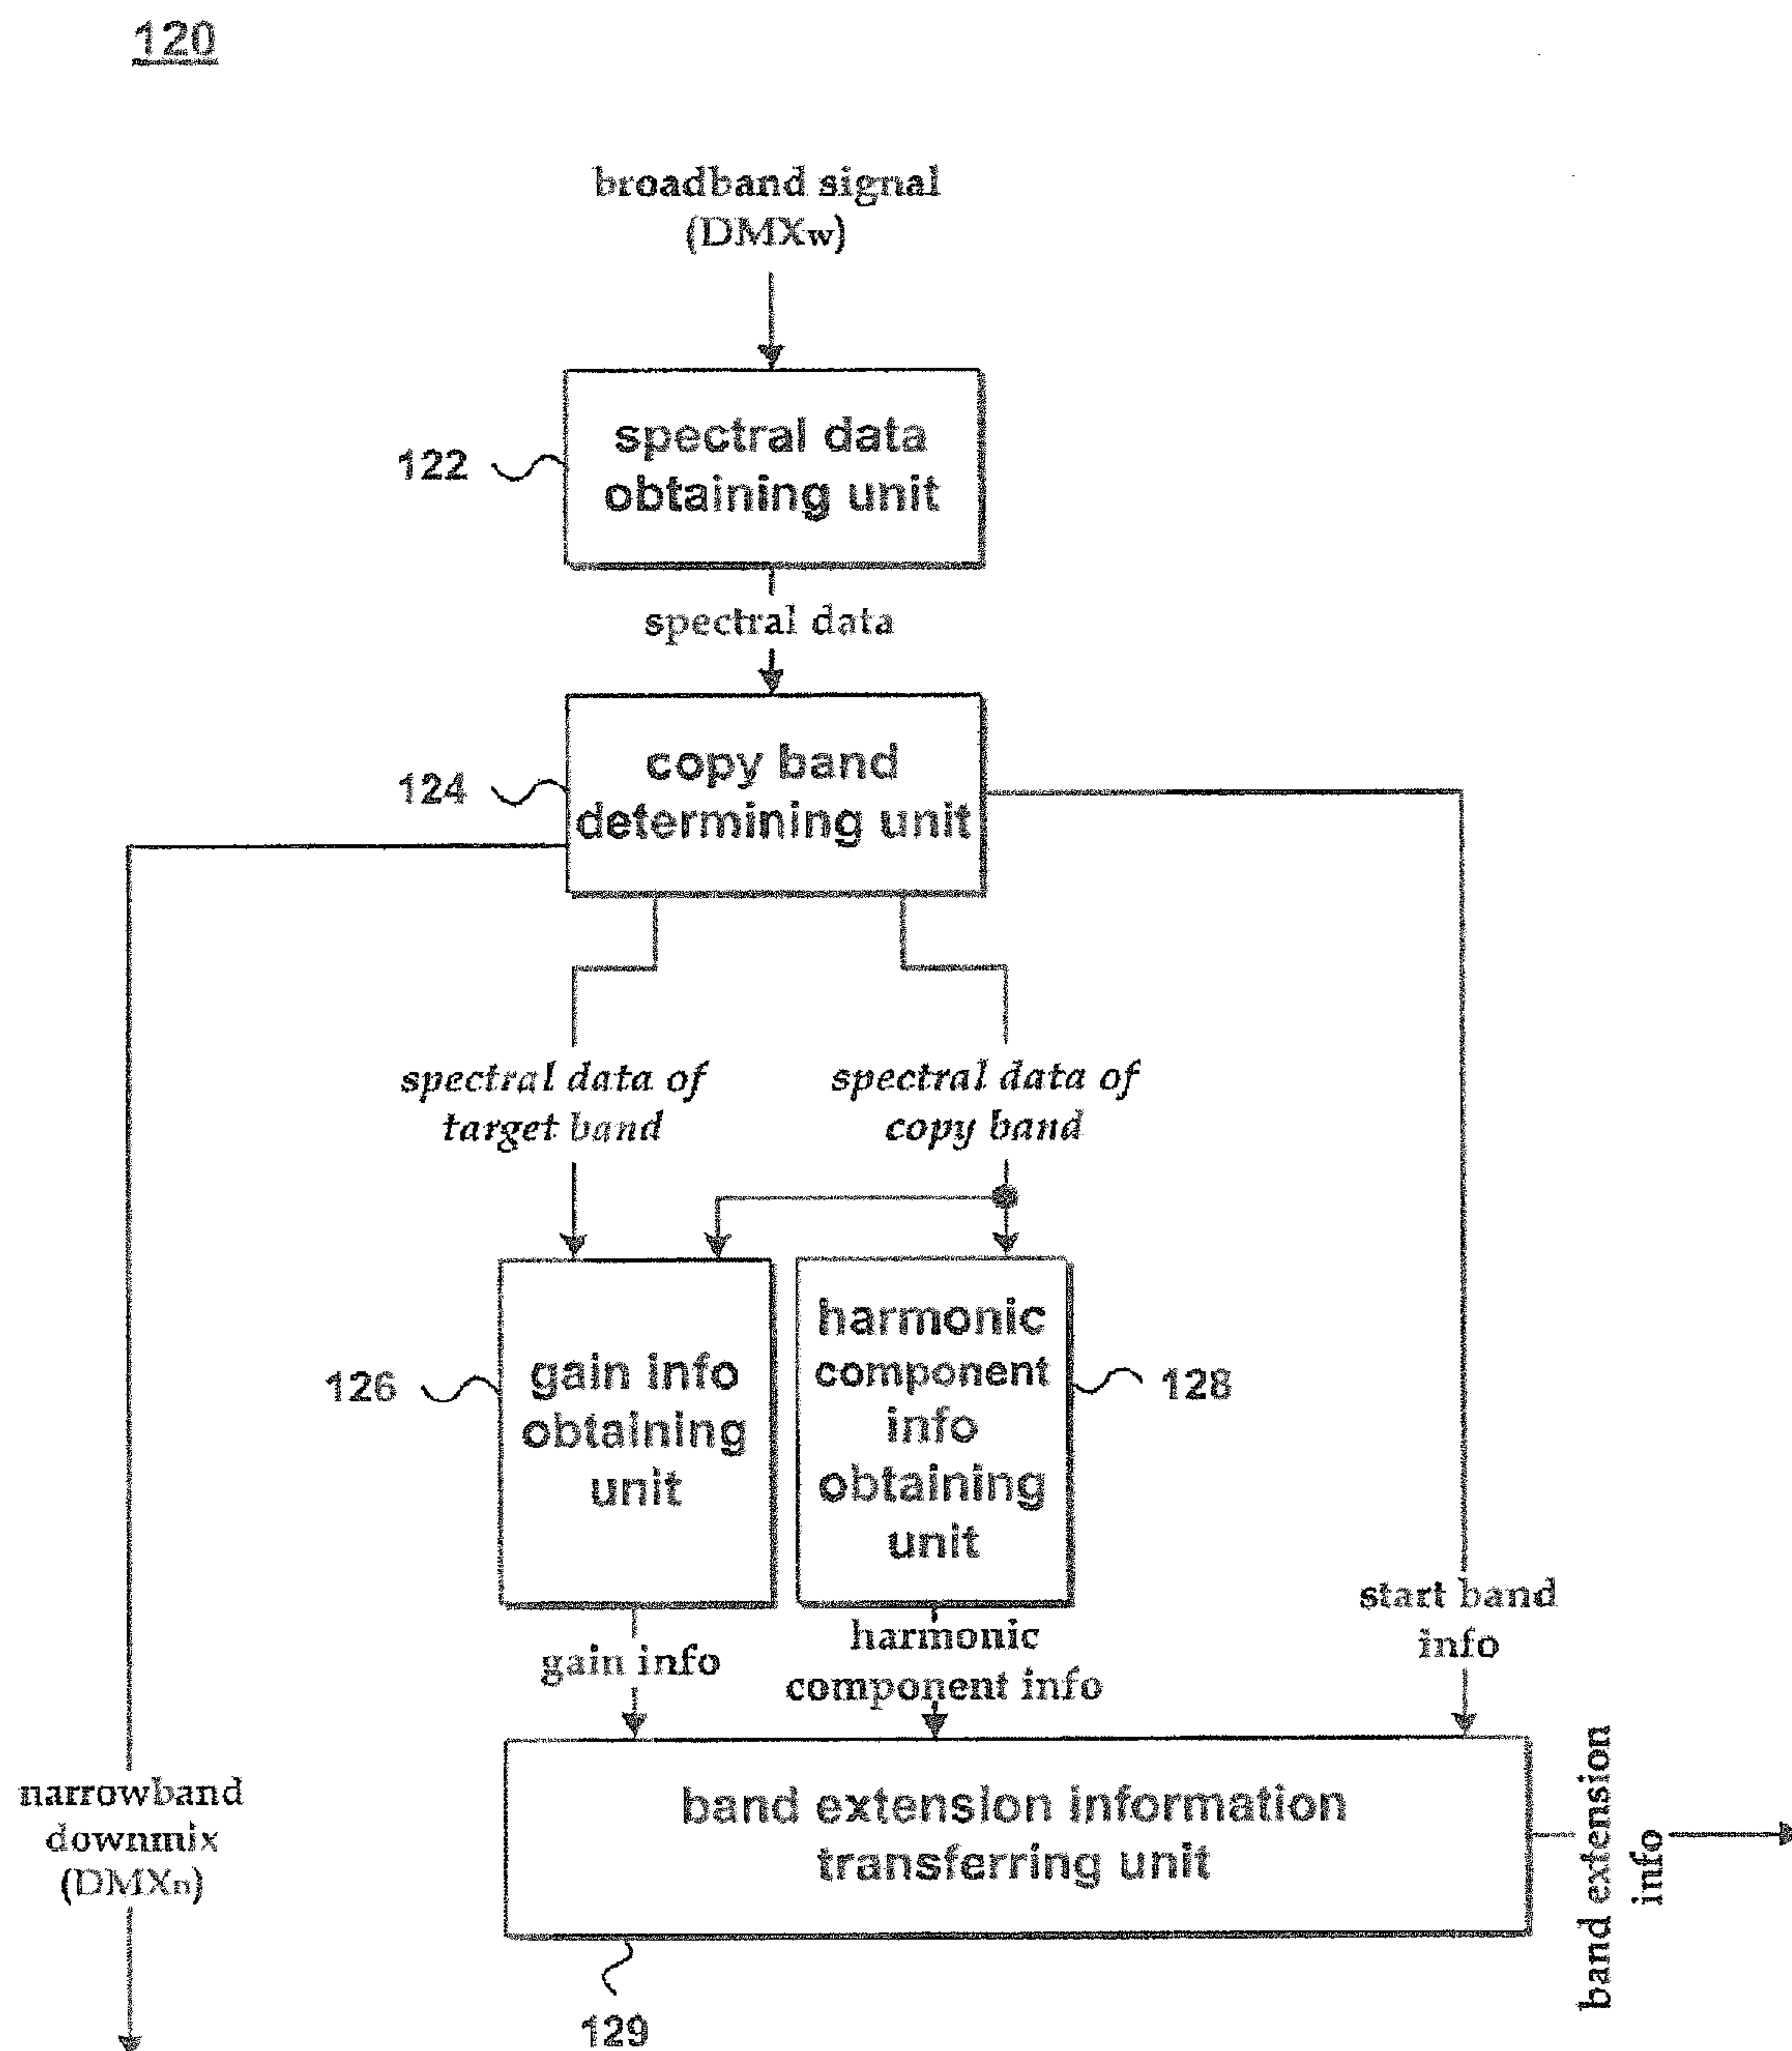 120
broadband signal
(DMXw)
122
spectral data
obtaining unit
spectral data
124
copy band
determining unit
spectral data of
target band
spectral data of
copy band
126
gain info
obtaining
unit
harmonic
component
info
obtaining
unit
128
gain info
harmonic
component info
start band
info
narrowband
downmix
(DMXn)
band extension information
transferring unit
band extension
info
129